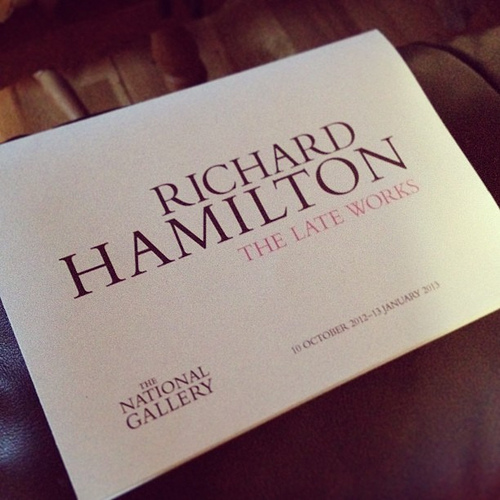 RICHARD
HAMILTON
THE LATE WORKS
10 OCTOBER 2012–13 JANUARY 2013
THE
NATIONAL
GALLERY